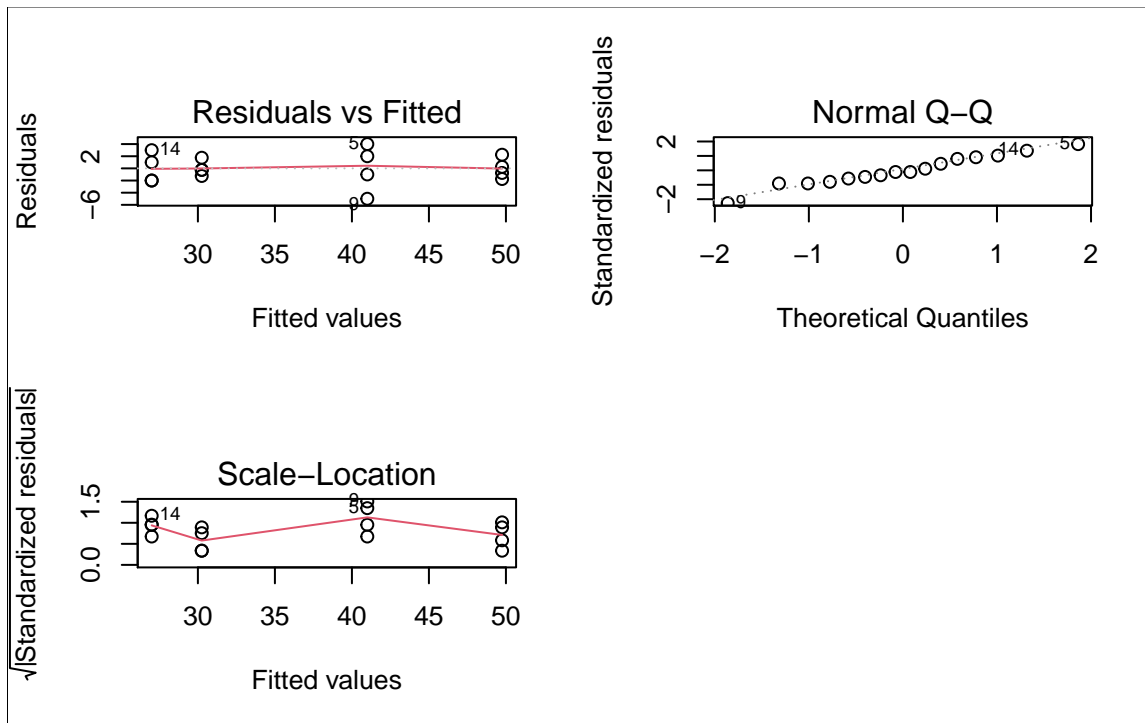 Residuals vs Fitted
Residuals
2
−6
14
5
9
30 35 40 45 50
Fitted values
Normal Q−Q
Standardized residuals
2
−2
9
14
5
−2 −1 0 1 2
Theoretical Quantiles
Scale−Location
√|Standardized residuals|
1.5
0.0
14
9
5
30 35 40 45 50
Fitted values